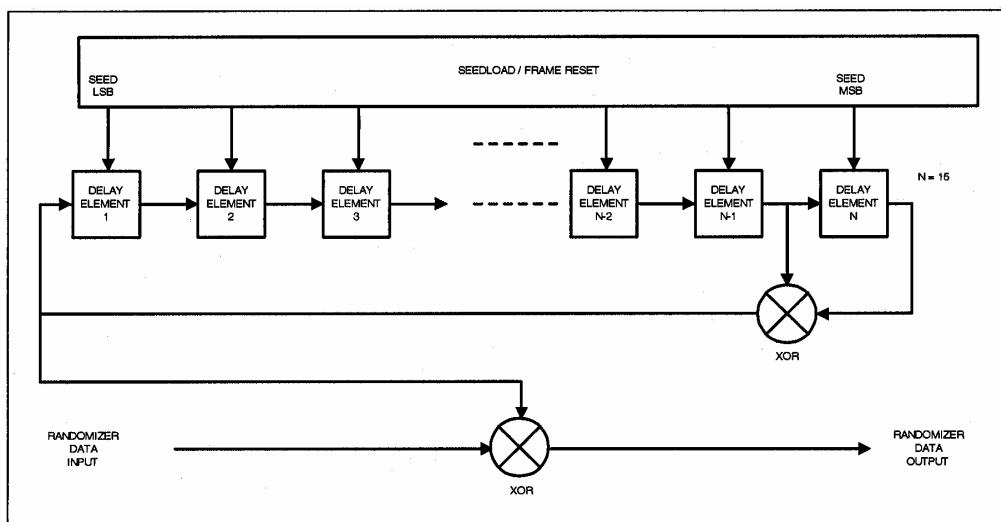 SEEDLOAD / FRAME RESET
SEED
LSB
SEED
MSB
DELAY
ELEMENT
1
DELAY
ELEMENT
2
DELAY
ELEMENT
3
DELAY
ELEMENT
N-2
DELAY
ELEMENT
N-1
DELAY
ELEMENT
N
N = 15
XOR
RANDOMIZER
DATA
INPUT
RANDOMIZER
DATA
OUTPUT
XOR